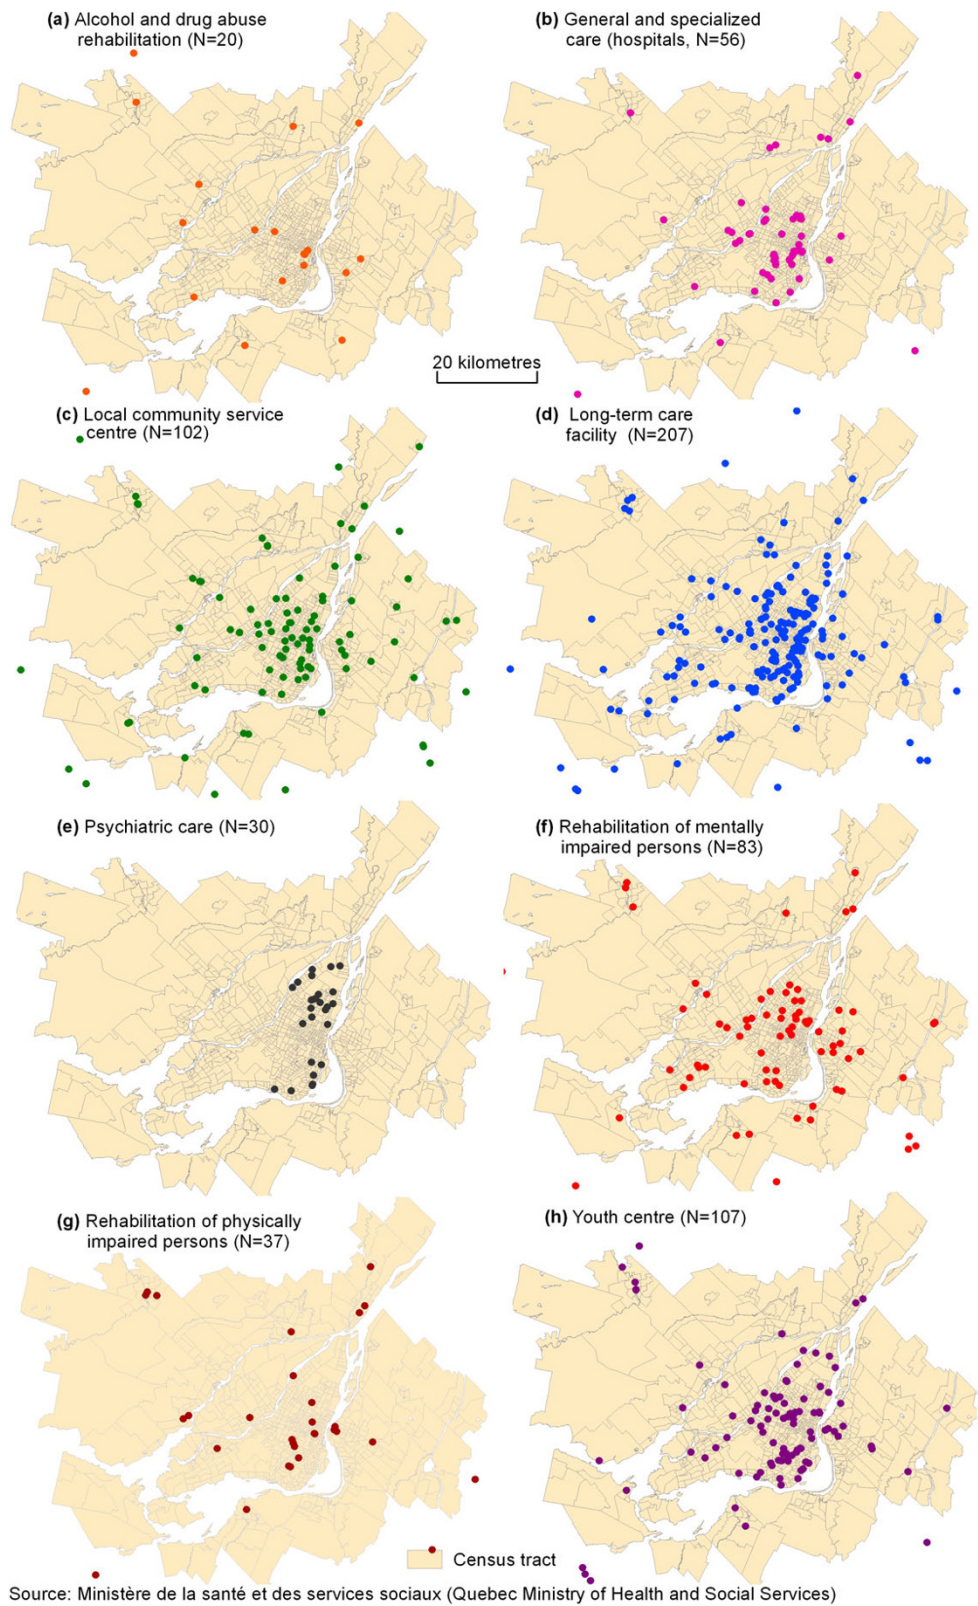 (a) Alcohol and drug abuse
rehabilitation (N=20)
(b) General and specialized
care (hospitals, N=56)
20 kilometres
(c) Local community service
centre (N=102)
(d) Long-term care
facility (N=207)
(e) Psychiatric care (N=30)
(f) Rehabilitation of mentally
impaired persons (N=83)
(g) Rehabilitation of physically
impaired persons (N=37)
(h) Youth centre (N=107)
Census tract
Source: Ministère de la santé et des services sociaux (Quebec Ministry of Health and Social Services)